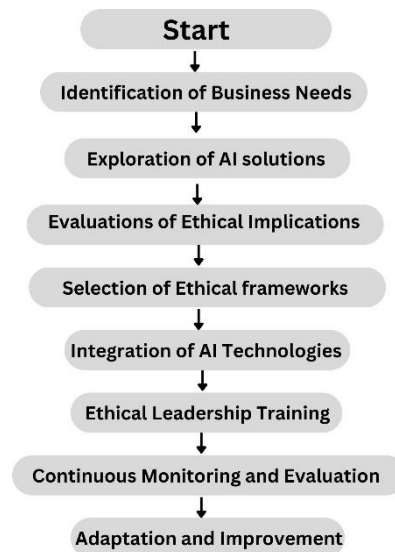 Start
Identification of Business Needs
Exploration of AI solutions
Evaluations of Ethical Implications
Selection of Ethical frameworks
Integration of AI Technologies
Ethical Leadership Training
Continuous Monitoring and Evaluation
Adaptation and Improvement